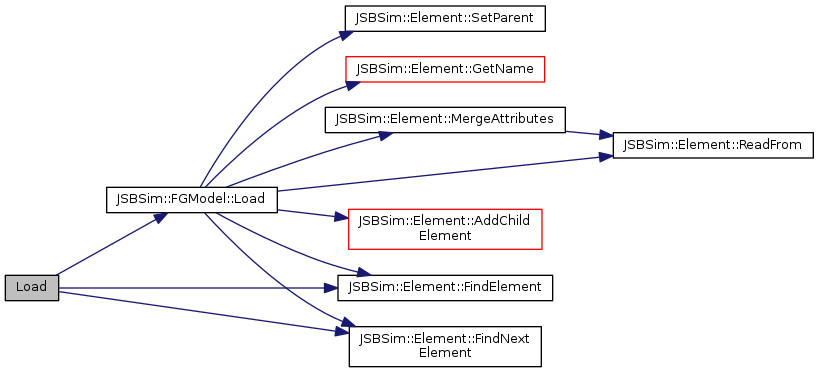 JSBSim::Element::SetParent
JSBSim::Element::GetName
JSBSim::Element::MergeAttributes
JSBSim::Element::ReadFrom
JSBSim::FGModel::Load
JSBSim::Element::AddChild
Element
Load
JSBSim::Element::FindElement
JSBSim::Element::FindNext
Element